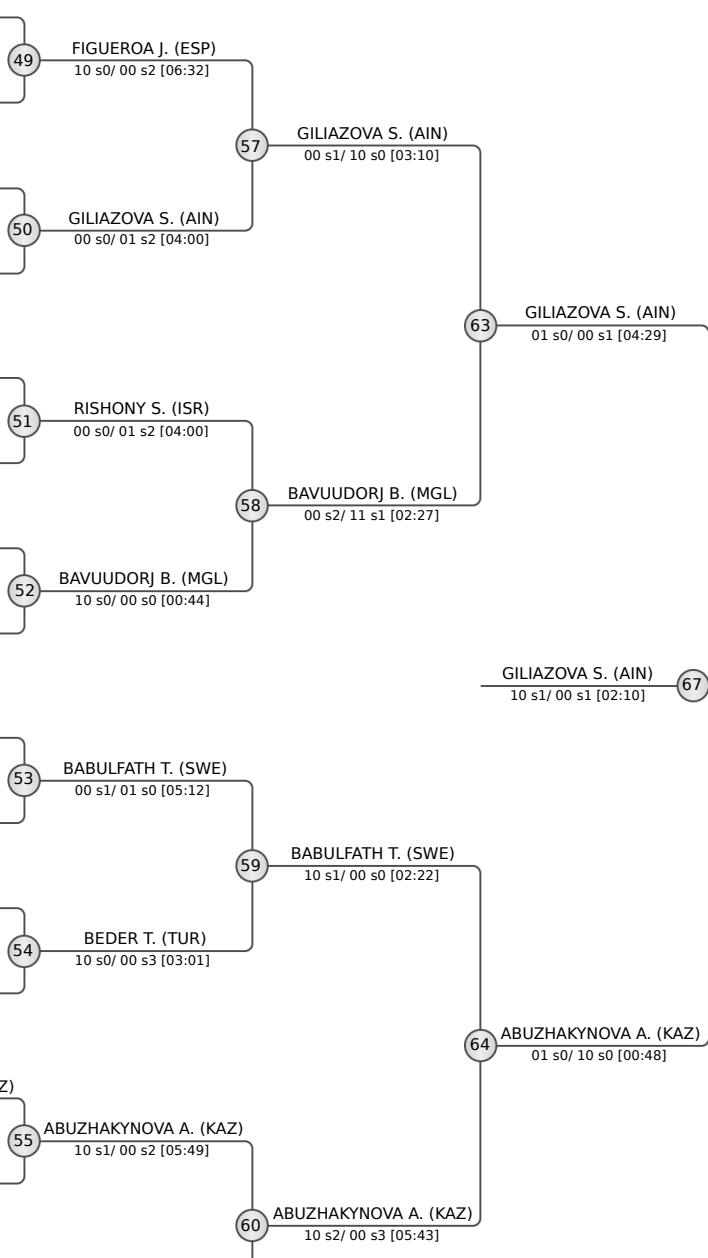 49
FIGUEROA J. (ESP)
10 s0/ 00 s2 [06:32]
57
GILIAZOVA S. (AIN)
00 s1/ 10 s0 [03:10]
50
GILIAZOVA S. (AIN)
00 s0/ 01 s2 [04:00]
63
GILIAZOVA S. (AIN)
01 s0/ 00 s1 [04:29]
51
RISHONY S. (ISR)
00 s0/ 01 s2 [04:00]
58
BAVUUDORJ B. (MGL)
00 s2/ 11 s1 [02:27]
52
BAVUUDORJ B. (MGL)
10 s0/ 00 s0 [00:44]
GILIAZOVA S. (AIN)
10 s1/ 00 s1 [02:10]
67
53
BABULFATH T. (SWE)
00 s1/ 01 s0 [05:12]
59
BABULFATH T. (SWE)
10 s1/ 00 s0 [02:22]
54
BEDER T. (TUR)
10 s0/ 00 s3 [03:01]
64
ABUZHAKYNOVA A. (KAZ)
01 s0/ 10 s0 [00:48]
Z)
55
ABUZHAKYNOVA A. (KAZ)
10 s1/ 00 s2 [05:49]
60
ABUZHAKYNOVA A. (KAZ)
10 s2/ 00 s3 [05:43]